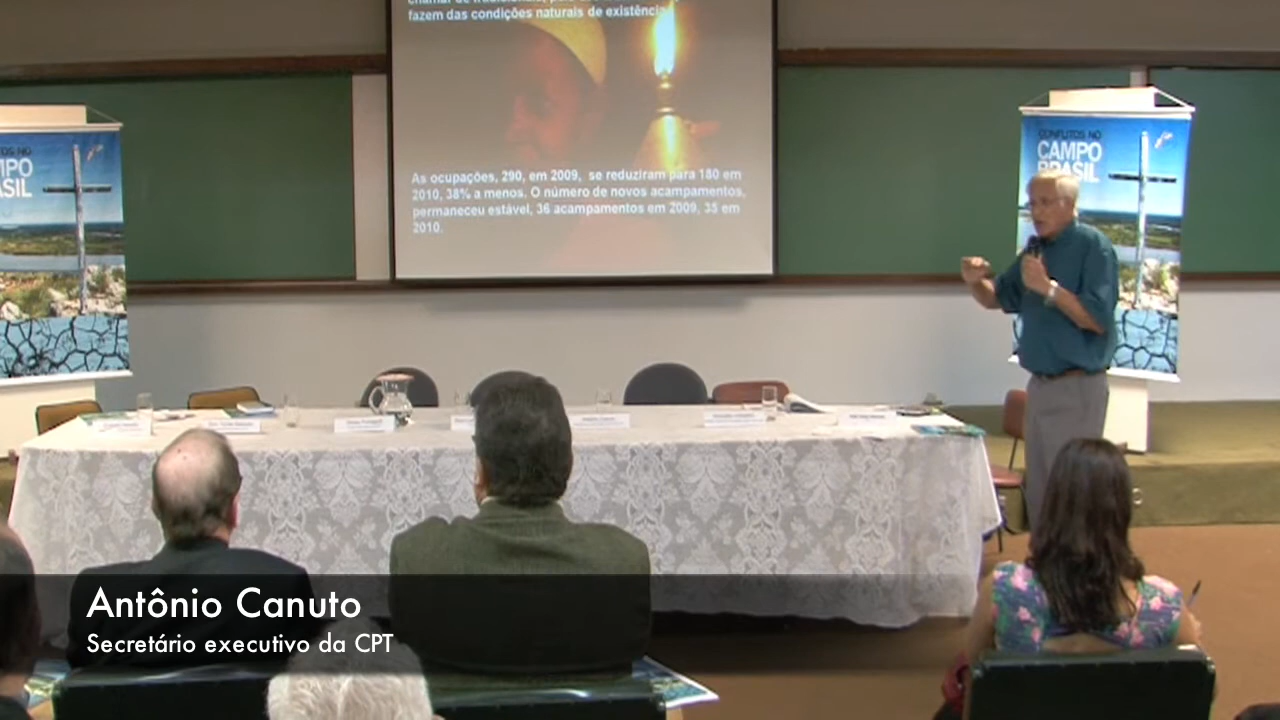 fazem das condições naturais de existência
As ocupações, 290, em 2009, se reduziram para 180 em
2010, 38% a menos. O número de novos acampamentos,
permaneceu estável, 36 acampamentos em 2009, 35 em
2010.
CONFLITOS NO
CAMPO
BRASIL
Antônio Canuto
Secretário executivo da CPT